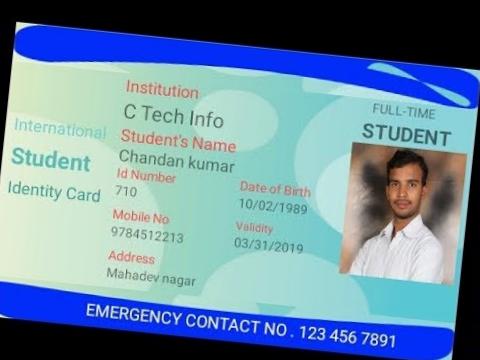 International
Student
Identity Card
Institution
C Tech Info
Student's Name
Chandan kumar
Id Number
710
Date of Birth
10/02/1989
Mobile No
9784512213
Validity
03/31/2019
Address
Mahadev nagar
FULL-TIME
STUDENT
EMERGENCY CONTACT NO . 123 456 7891